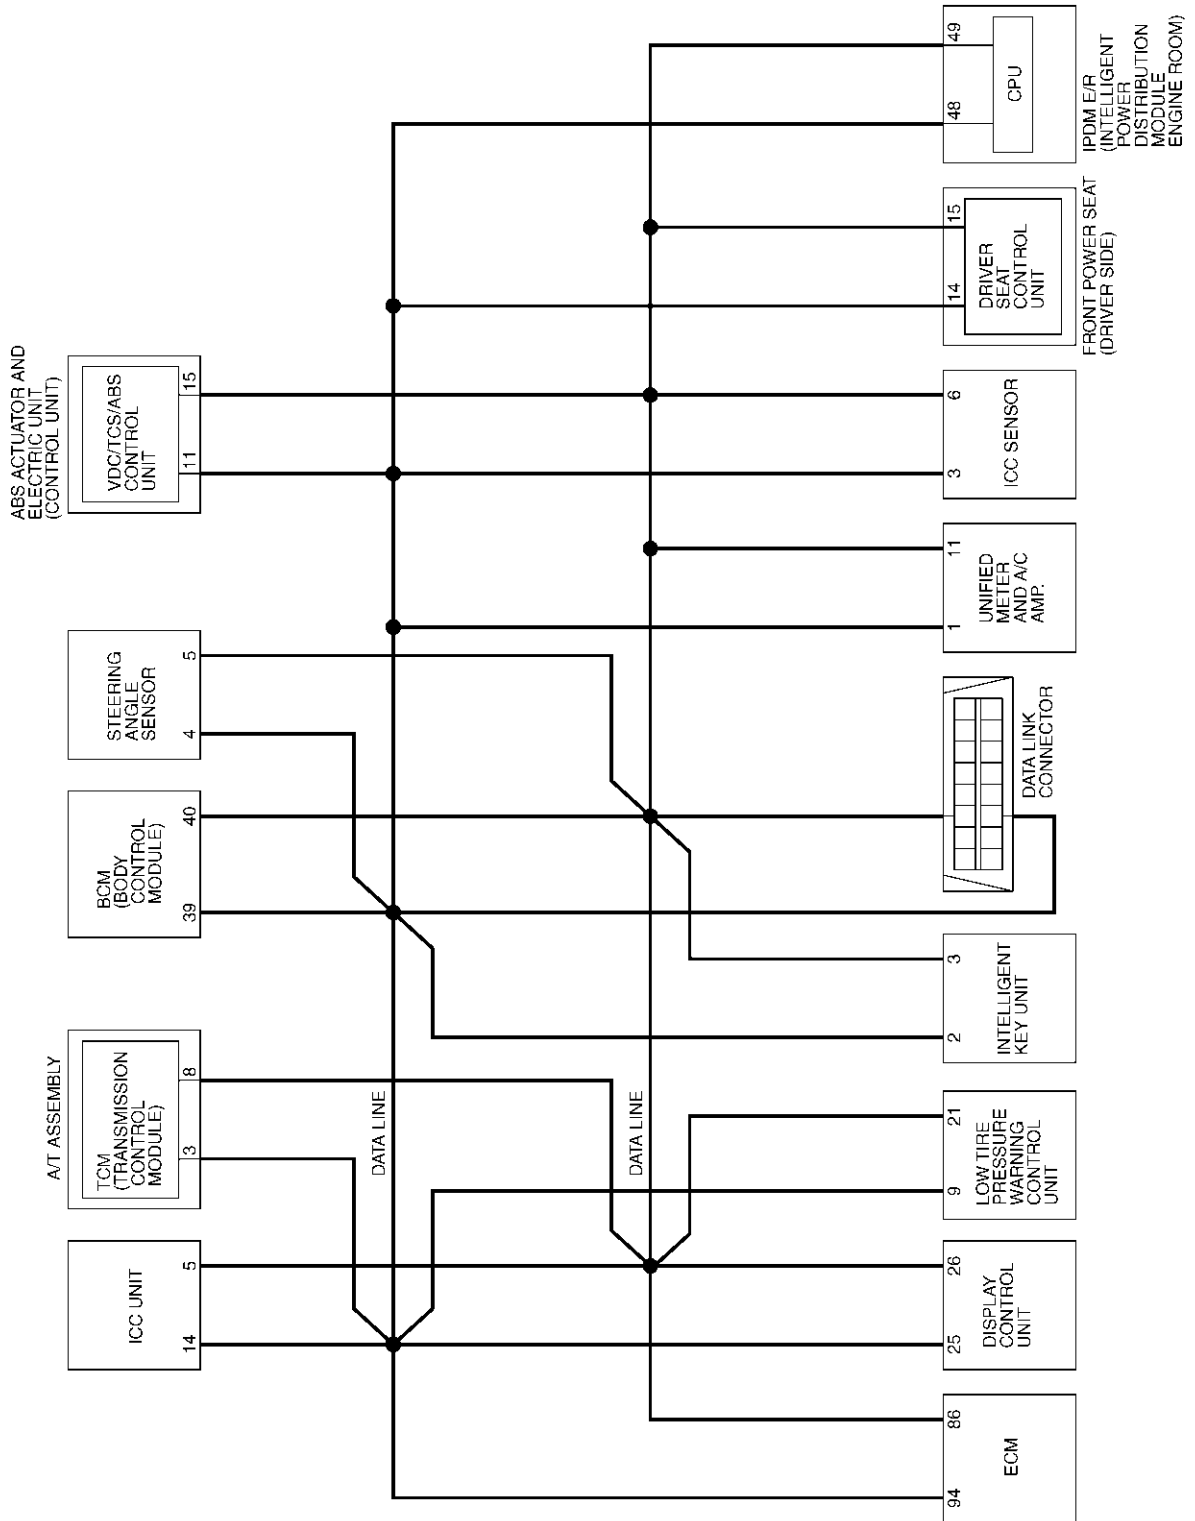 ABS ACTUATOR AND
ELECTRIC UNIT
(CONTROL UNIT)
VDC/TCS/ABS
CONTROL
UNIT
11
15
STEERING
ANGLE
SENSOR
4
5
BCM
(BODY
CONTROL
MODULE)
39
40
A/T ASSEMBLY
TCM
(TRANSMISSION
CONTROL
MODULE)
3
8
ICC UNIT
14
5
DATA LINE
DATA LINE
94
86
ECM
25
26
DISPLAY
CONTROL
UNIT
9
21
LOW TIRE
PRESSURE
WARNING
CONTROL
UNIT
2
3
INTELLIGENT
KEY UNIT
DATA LINK
CONNECTOR
1
11
UNIFIED
METER
AND A/C
AMP.
3
6
ICC SENSOR
14
15
DRIVER
SEAT
CONTROL
UNIT
FRONT POWER SEAT
(DRIVER SIDE)
48
49
CPU
IPDM E/R
(INTELLIGENT
POWER
DISTRIBUTION
MODULE
ENGINE ROOM)